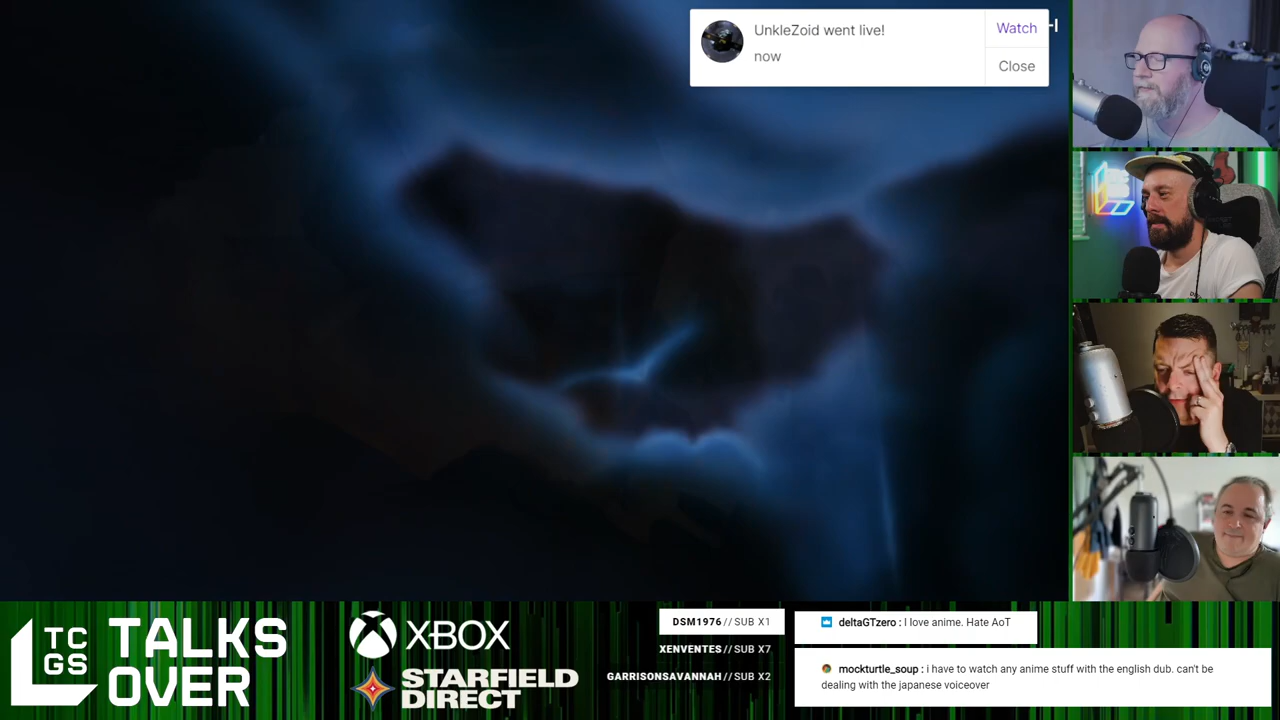 UnkleZoid went live!
now
Watch
Close
TC
GS
TALKS
OVER
XBOX
STARFIELD
DIRECT
DSM1976 // SUB X1
XENVENTES // SUB X7
GARRISONSAVANNAH // SUB X2
deltaGTzero : I love anime. Hate AoT
mockturtle_soup : i have to watch any anime stuff with the english dub. can't be
dealing with the japanese voiceover